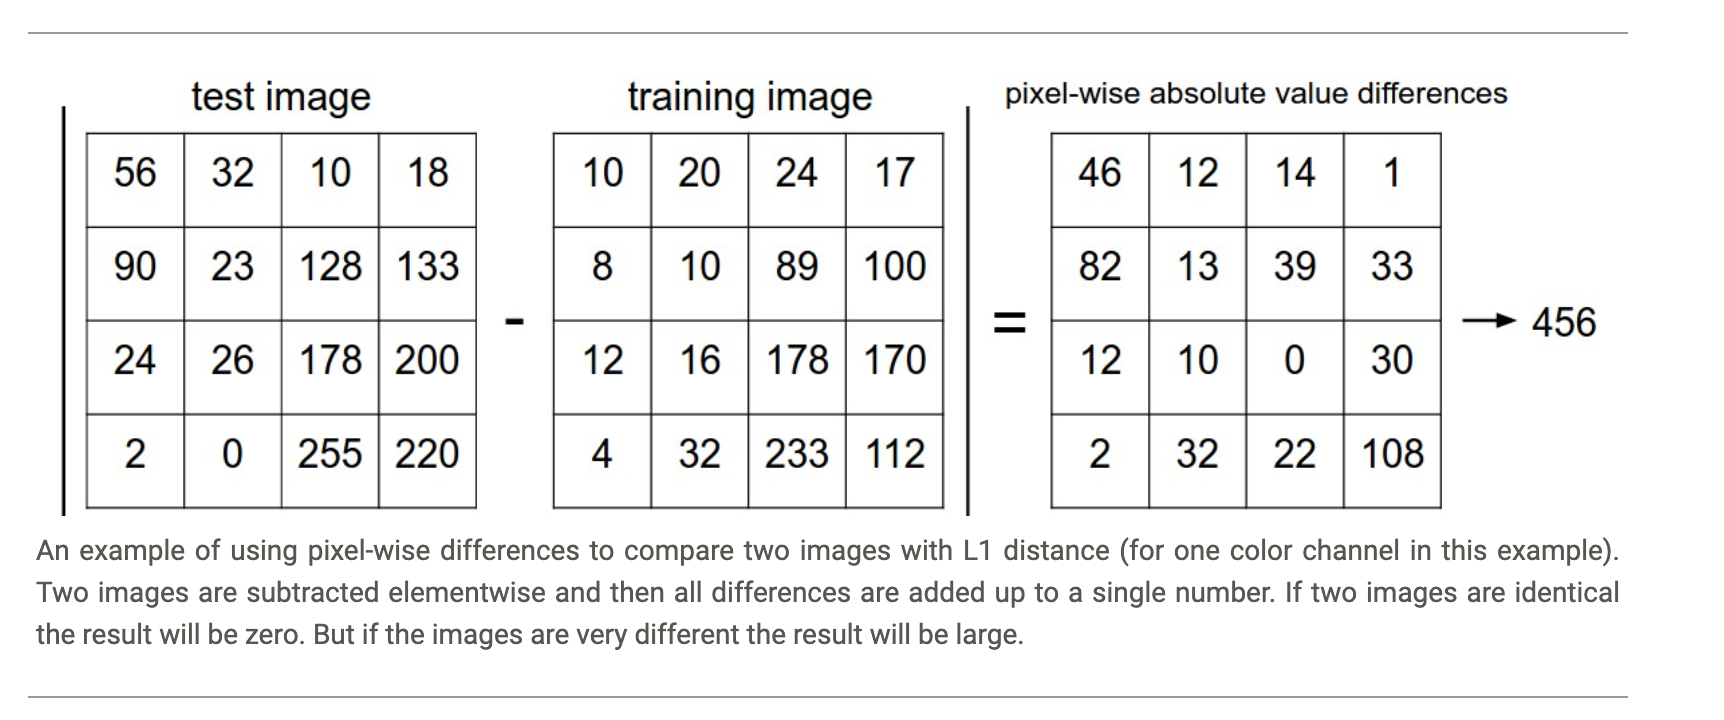 test image training image pixel-wise absolute value differences
56 32 10 18 10 20 24 17 46 12 14 1
90 23 128 133 8 10 89 100 82 13 39 33
- = → 456
24 26 178 200 12 16 178 170 12 10 0 30
2 0 255 220 4 32 233 112 2 32 22 108
An example of using pixel-wise differences to compare two images with L1 distance (for one color channel in this example).
Two images are subtracted elementwise and then all differences are added up to a single number. If two images are identical
the result will be zero. But if the images are very different the result will be large.